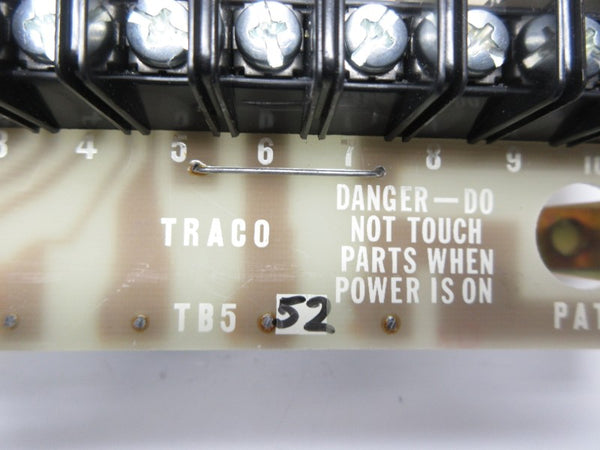 3 4 5 6 7 8 9 10
TRACO
DANGER—DO
NOT TOUCH
PARTS WHEN
POWER IS ON
TB5 52
PAT